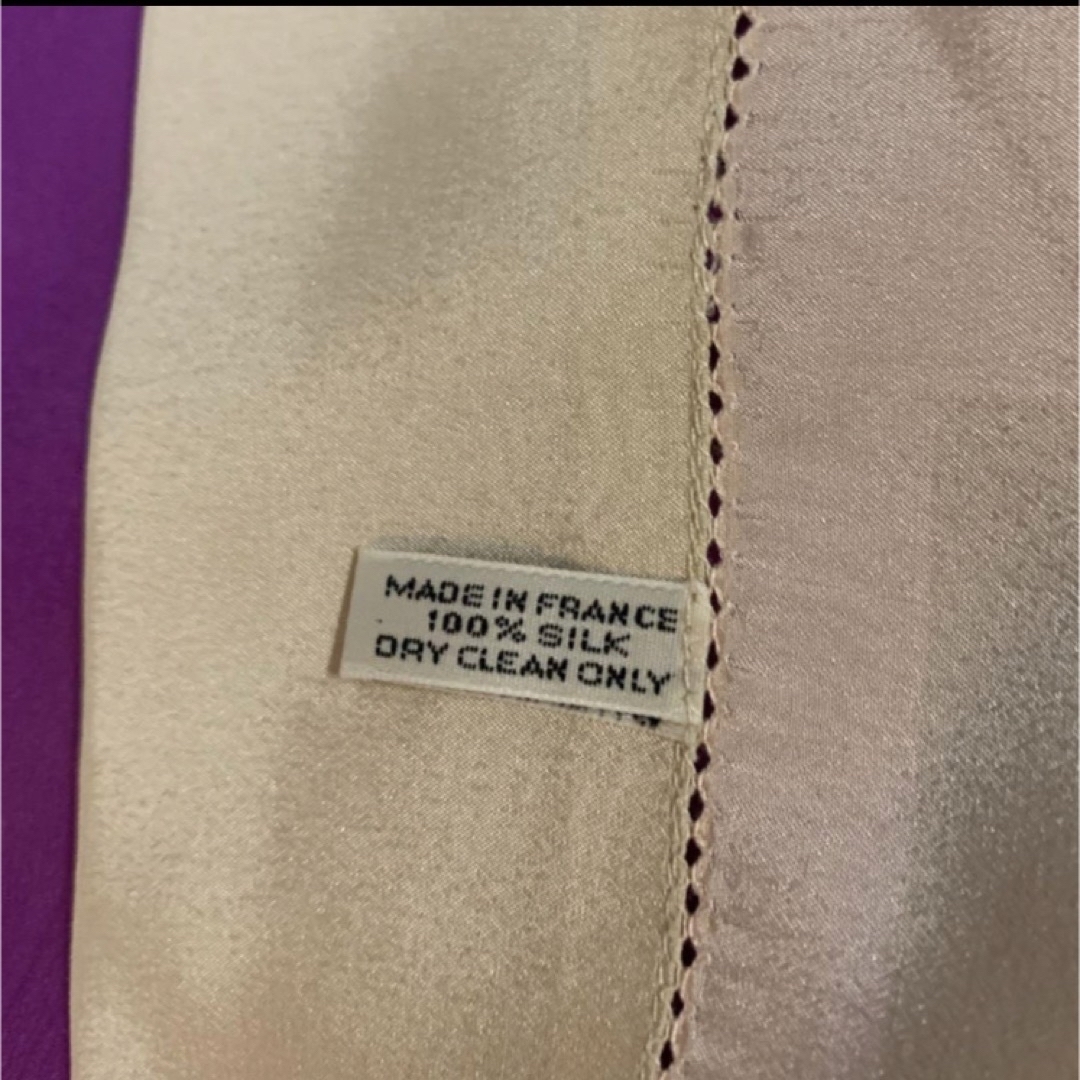 MADE IN FRANCE
100% SILK
DRY CLEAN ONLY